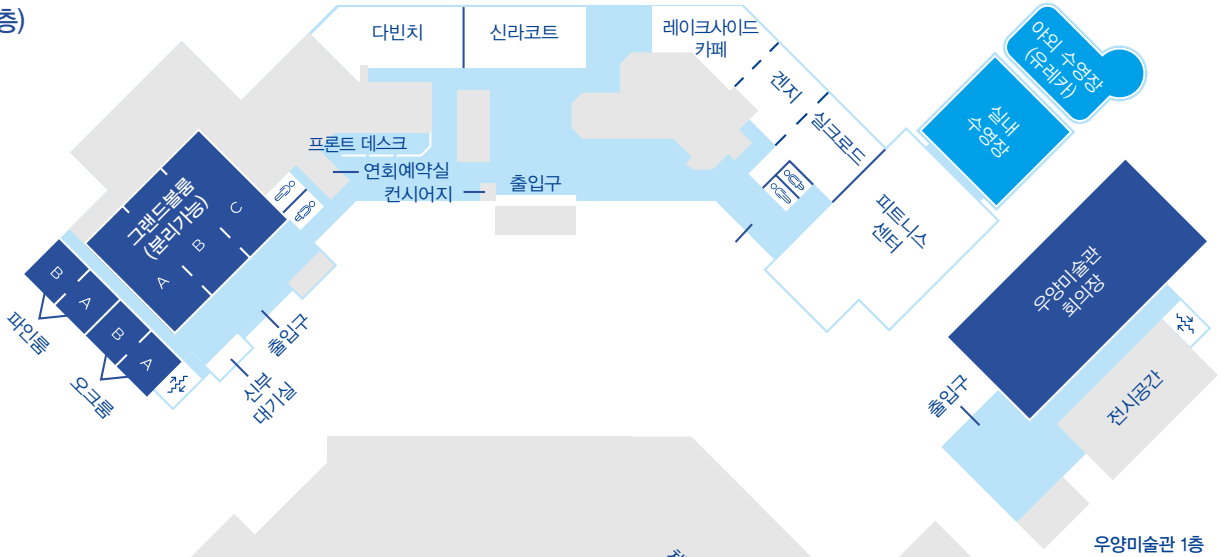 층)
다빈치
신라코트
레이크사이드
카페
겐지
실크로드
야외 수영장
(유레카)
실내
수영장
프론트 데스크
연회예약실
컨시어지
출입구
그랜드볼룸
(분리가능)
A
B
C
피트니스
센터
우양미술관
회의장
B
A
B
A
파인룸
오크룸
출입구
신부
대기실
출입구
전시공간
우양미술관 1층